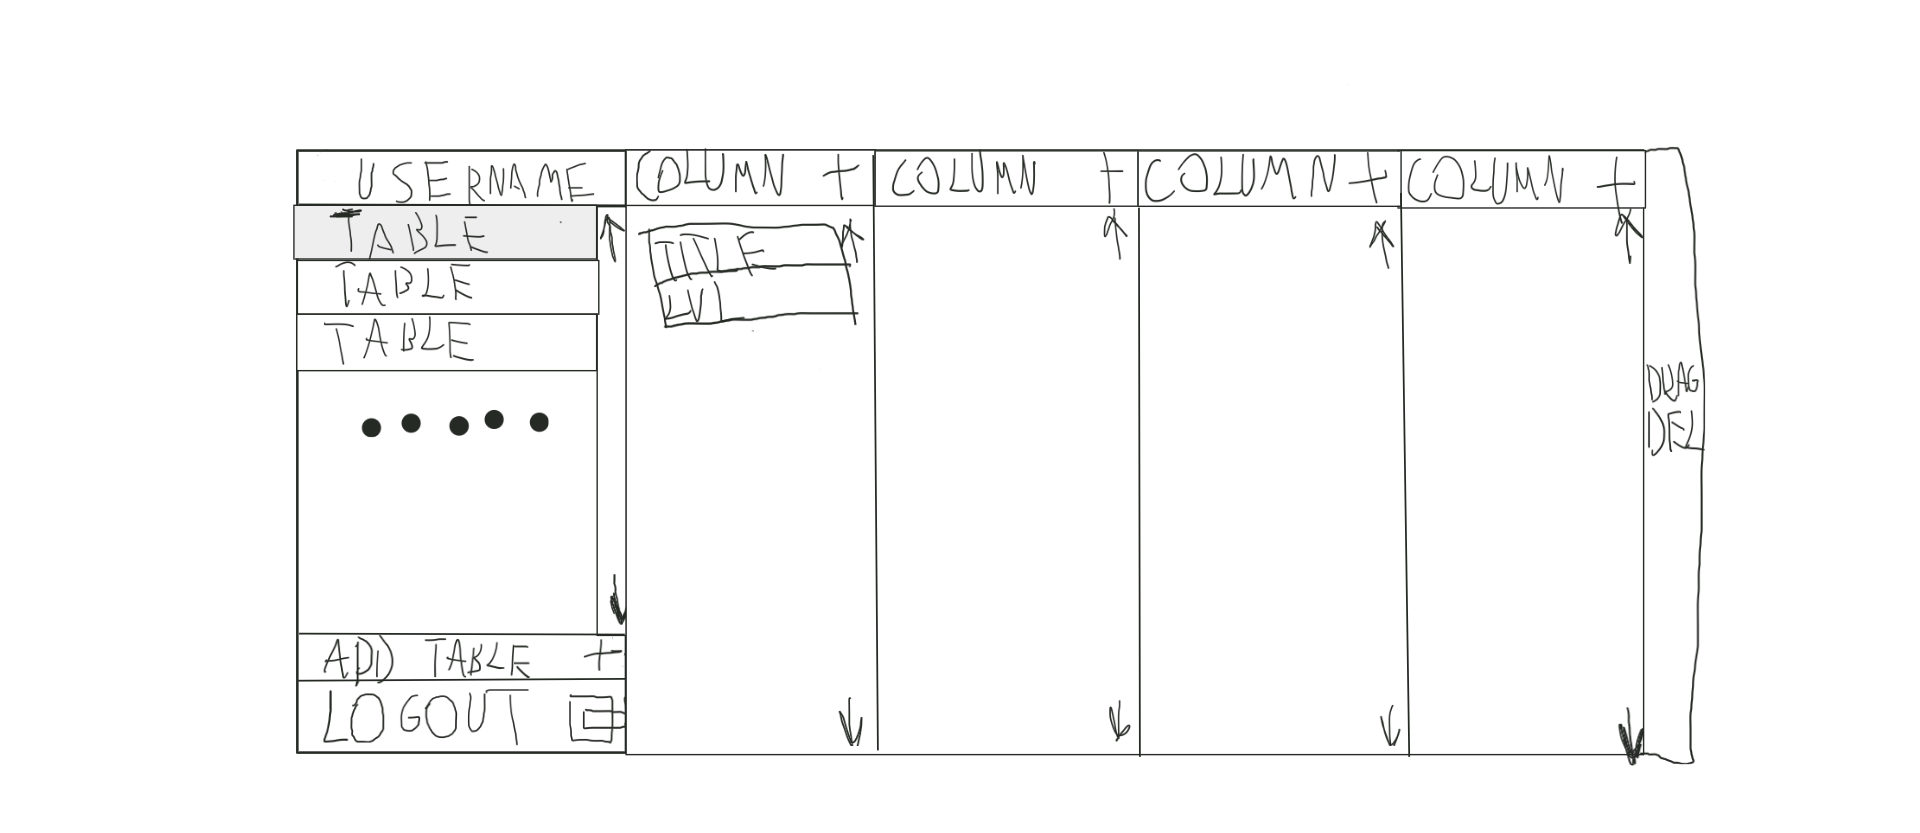 USERNAME
COLUMN +
COLUMN +
COLUMN +
COLUMN +
TABLE
TABLE
TABLE
ADD TABLE +
LOGOUT
TITLE
LVL
DRAG
DEL